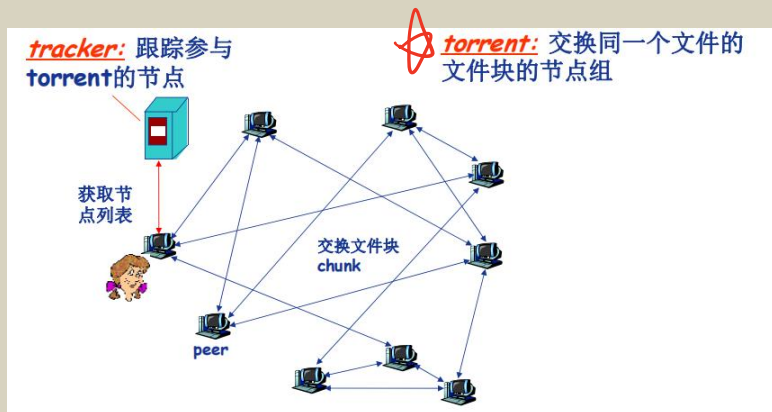 tracker: 跟踪参与
torrent的节点
torrent: 交换同一个文件的
文件块的节点组
获取节
点列表
交换文件块
chunk
peer